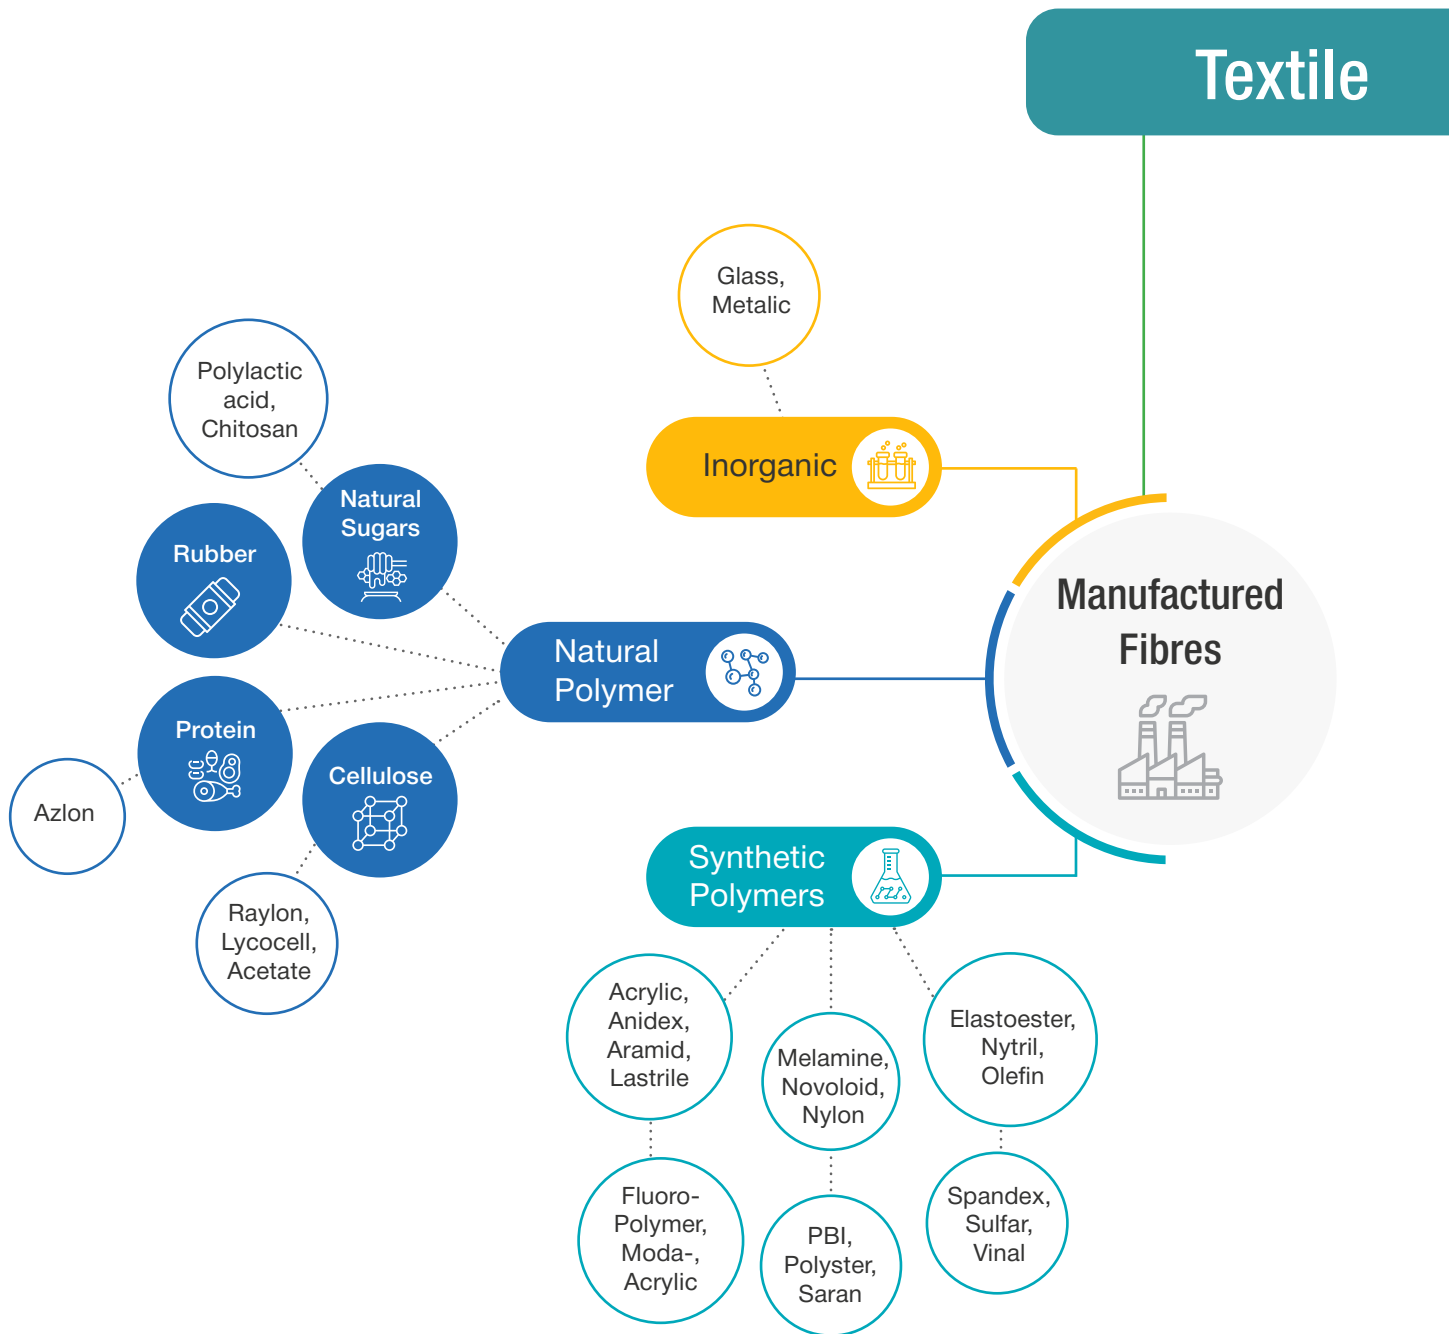 Textile
Glass,
Metalic
Inorganic
Manufactured
Fibres
Polylactic
acid,
Chitosan
Natural
Sugars
Rubber
Natural
Polymer
Protein
Azlon
Cellulose
Raylon,
Lycocell,
Acetate
Synthetic
Polymers
Acrylic,
Anidex,
Aramid,
Lastrile
Melamine,
Novoloid,
Nylon
Elastoester,
Nytril,
Olefin
Fluoro-
Polymer,
Moda-,
Acrylic
PBI,
Polyster,
Saran
Spandex,
Sulfar,
Vinal